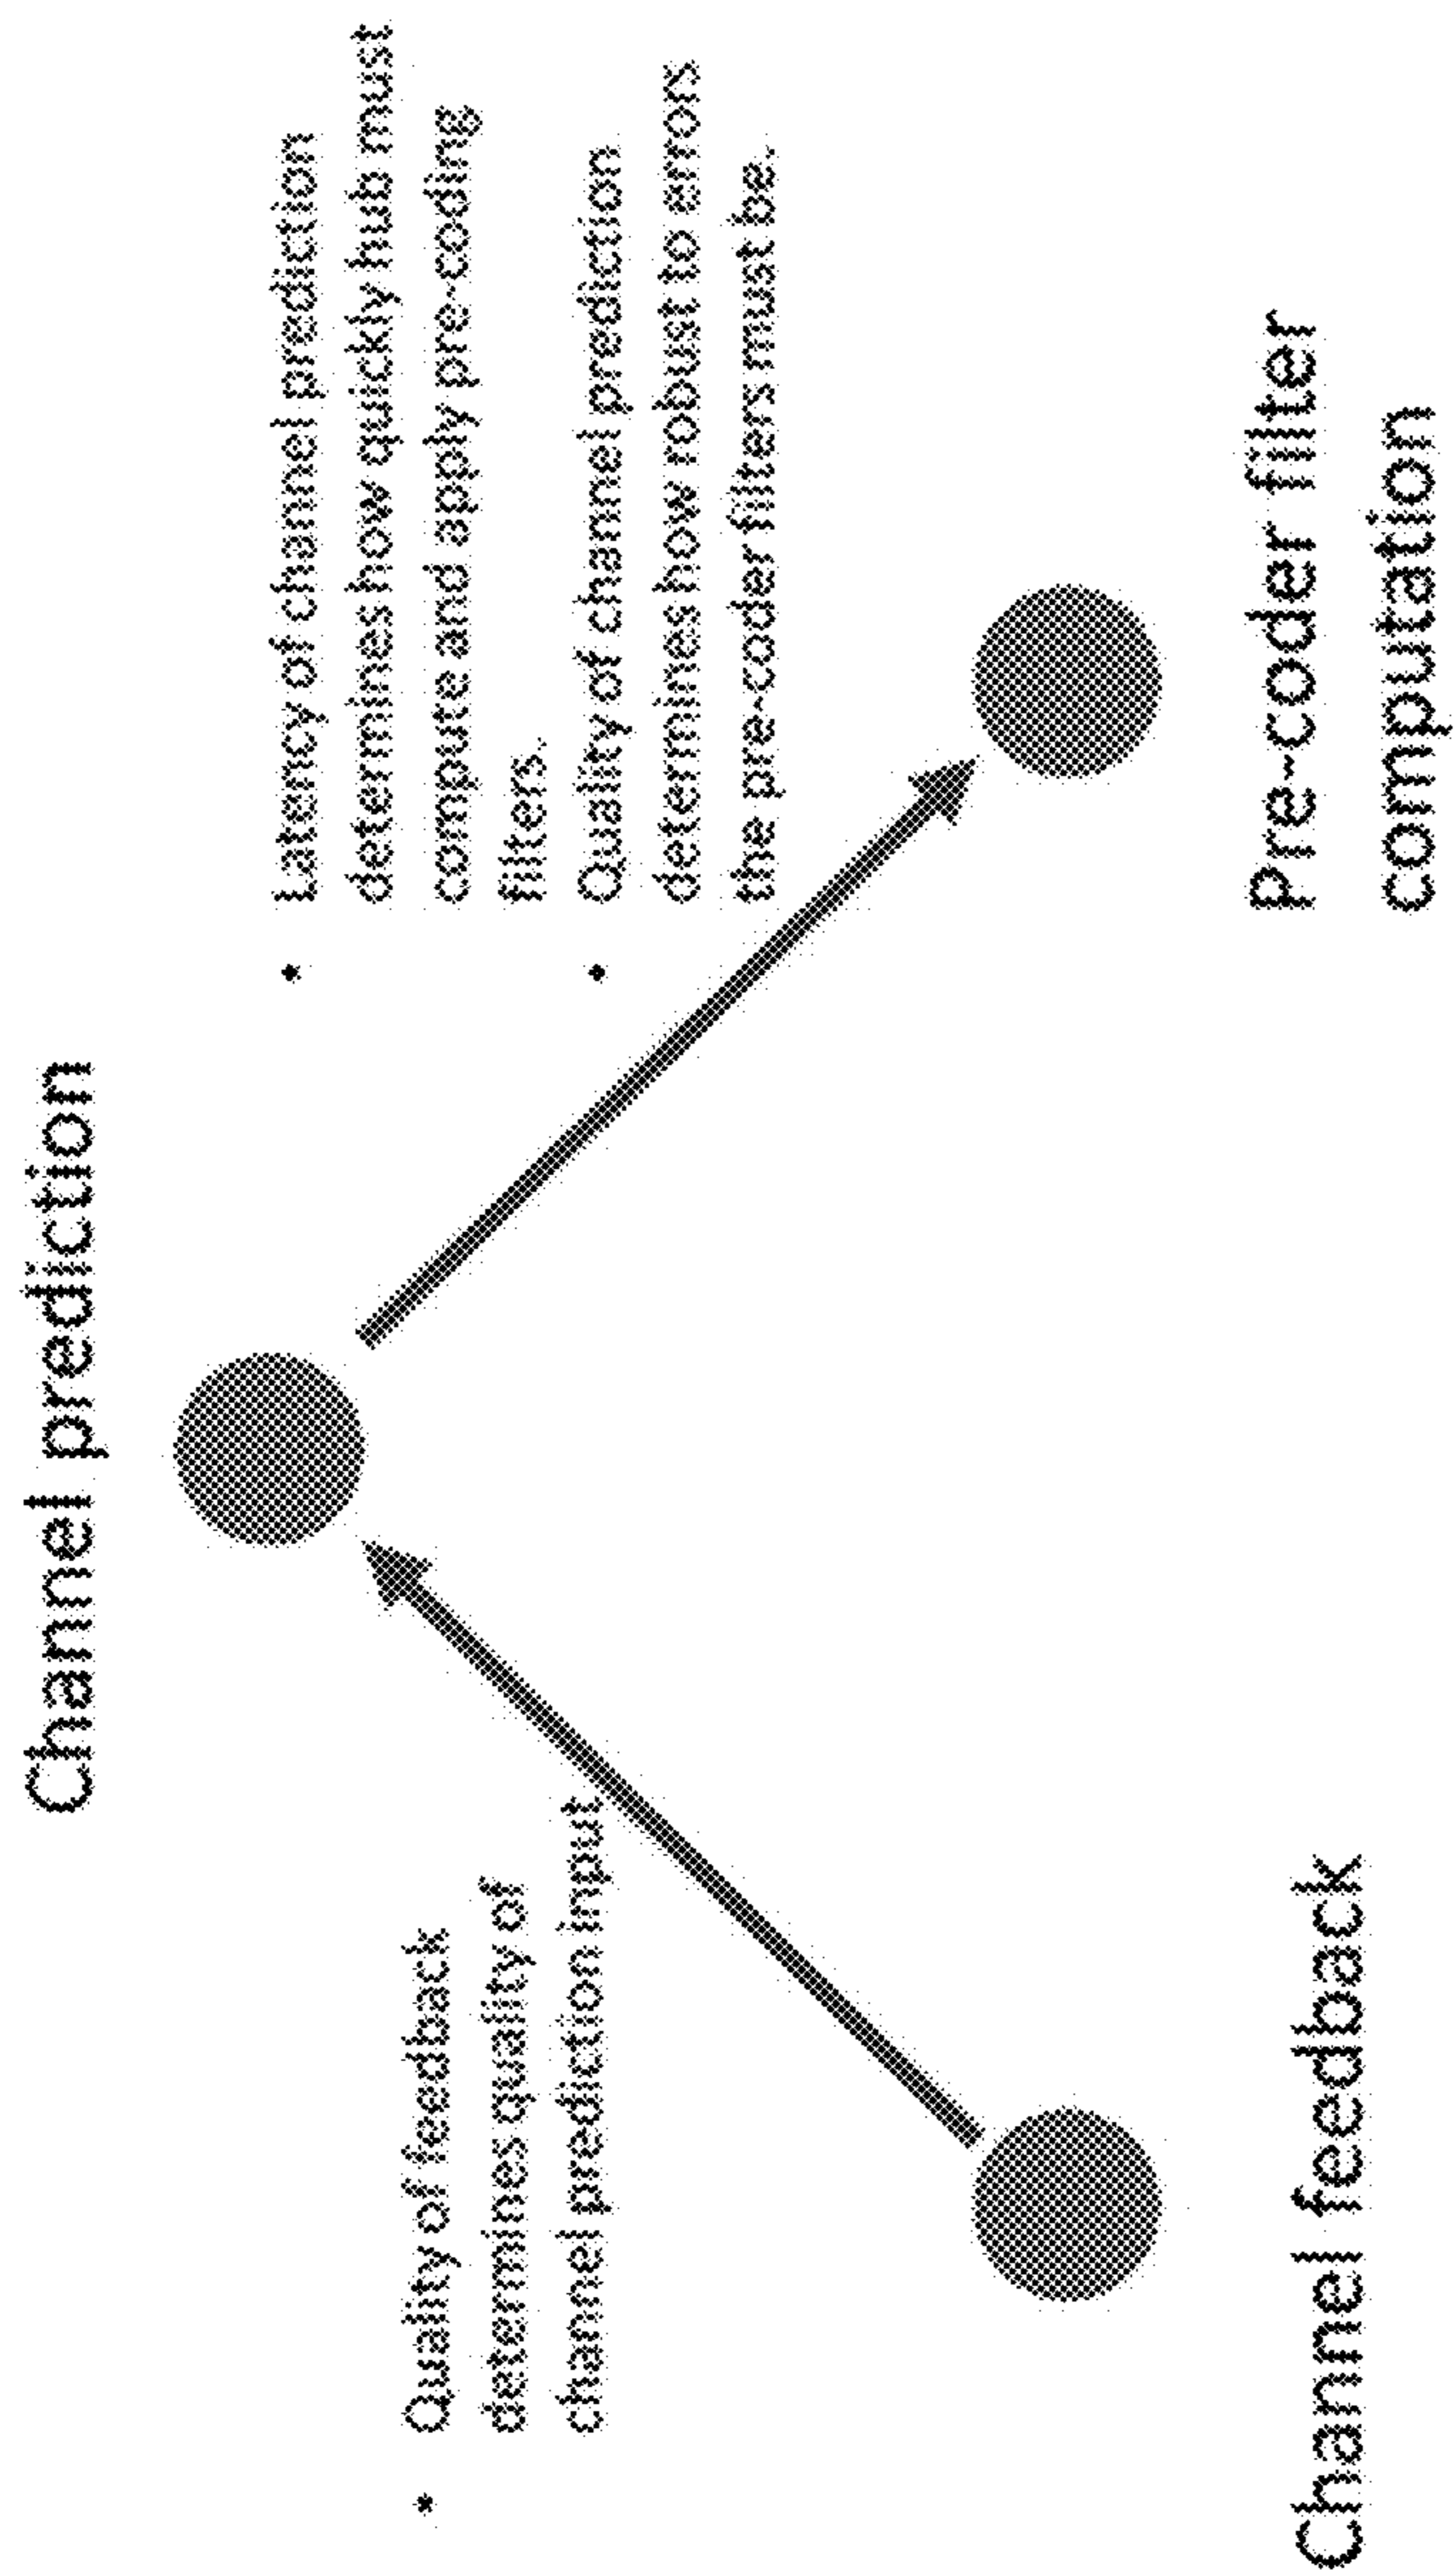 Channel prediction
• Quality of feedback
determines quality of
channel prediction input
• Latency of channel prediction
determines how quickly hub must
compute and apply pre-coding
filters.
• Quality of channel prediction
determines how robust to errors
the pre-coder filters must be.
Channel feedback
Pre-coder filter
computation